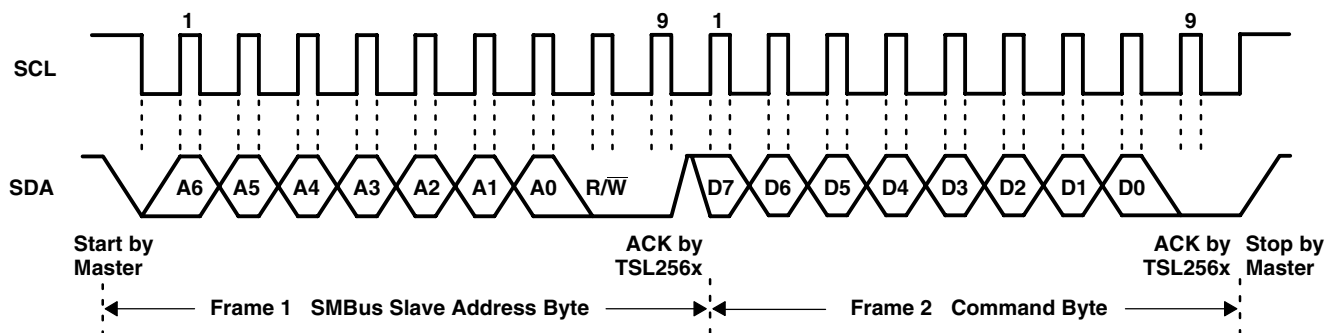 1 9 1 9
SCL
SDA A6 A5 A4 A3 A2 A1 A0 R/W̅ D7 D6 D5 D4 D3 D2 D1 D0
Start by ACK by ACK by Stop by
Master TSL256x TSL256x Master
Frame 1 SMBus Slave Address Byte Frame 2 Command Byte